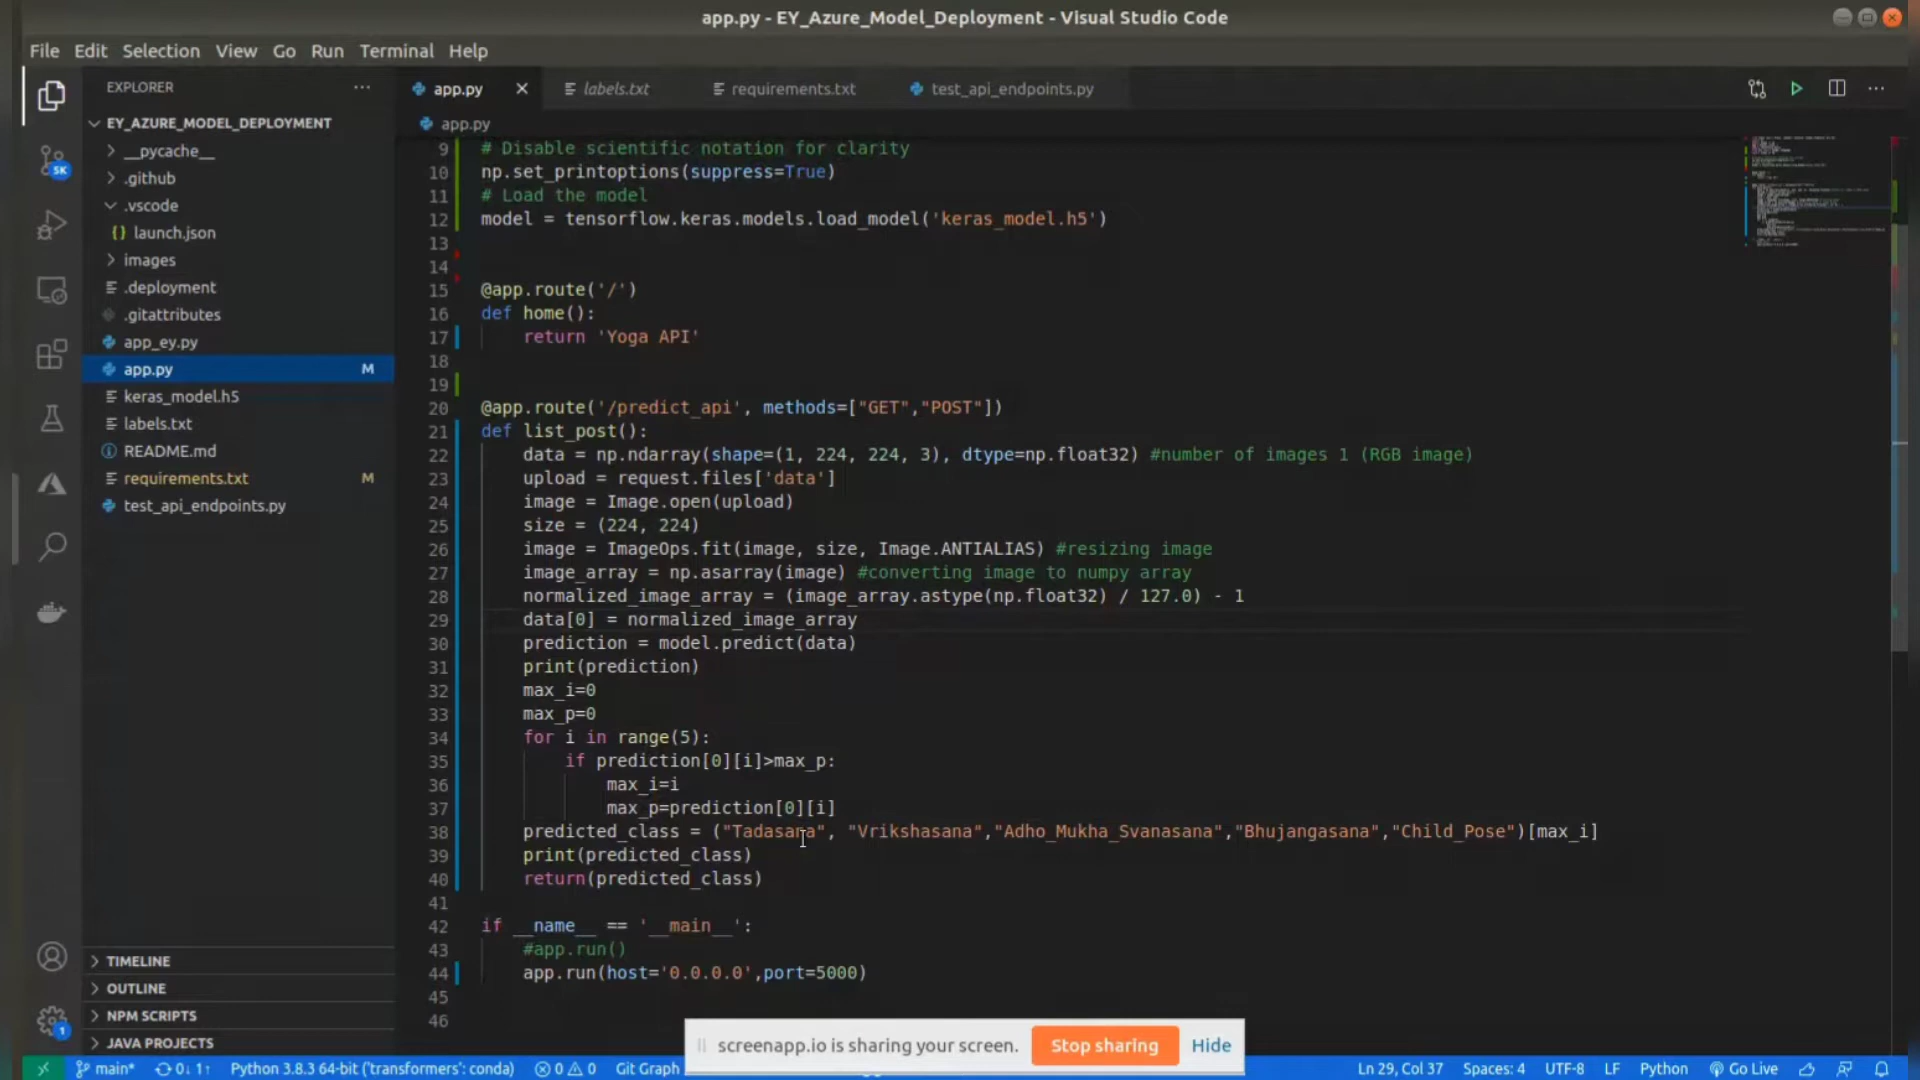 app.py - EY_Azure_Model_Deployment - Visual Studio Code
File Edit Selection View Go Run Terminal Help
EXPLORER ···
app.py × labels.txt requirements.txt test_api_endpoints.py
EY_AZURE_MODEL_DEPLOYMENT
app.py
__pycache__
.github
.vscode
{} launch.json
images
.deployment
.gitattributes
app_ey.py
app.py M
keras_model.h5
labels.txt
README.md
requirements.txt M
test_api_endpoints.py
5K
TIMELINE
OUTLINE
NPM SCRIPTS
JAVA PROJECTS
1
9 # Disable scientific notation for clarity
10 np.set_printoptions(suppress=True)
11 # Load the model
12 model = tensorflow.keras.models.load_model('keras_model.h5')
13
14
15 @app.route('/')
16 def home():
17     return 'Yoga API'
18
19
20 @app.route('/predict_api', methods=["GET","POST"])
21 def list_post():
22     data = np.ndarray(shape=(1, 224, 224, 3), dtype=np.float32) #number of images 1 (RGB image)
23     upload = request.files['data']
24     image = Image.open(upload)
25     size = (224, 224)
26     image = ImageOps.fit(image, size, Image.ANTIALIAS) #resizing image
27     image_array = np.asarray(image) #converting image to numpy array
28     normalized_image_array = (image_array.astype(np.float32) / 127.0) - 1
29     data[0] = normalized_image_array
30     prediction = model.predict(data)
31     print(prediction)
32     max_i=0
33     max_p=0
34     for i in range(5):
35         if prediction[0][i]>max_p:
36             max_i=i
37             max_p=prediction[0][i]
38     predicted_class = ("Tadasana", "Vrikshasana","Adho_Mukha_Svanasana","Bhujangasana","Child_Pose")[max_i]
39     print(predicted_class)
40     return(predicted_class)
41
42 if __name__ == '__main__':
43     #app.run()
44     app.run(host='0.0.0.0',port=5000)
45
46
screenapp.io is sharing your screen. Stop sharing Hide
main* 0↓ 1↑ Python 3.8.3 64-bit ('transformers': conda) 0 0 Git Graph Ln 29, Col 37 Spaces: 4 UTF-8 LF Python Go Live